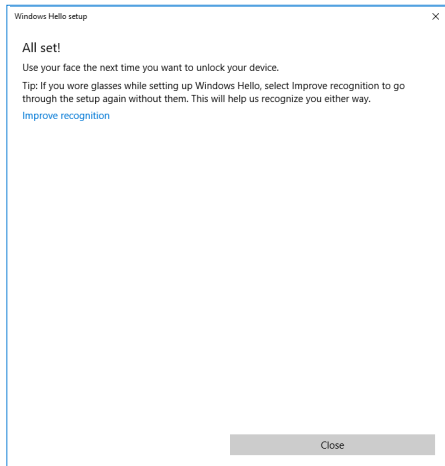 Windows Hello setup
All set!
Use your face the next time you want to unlock your device.
Tip: If you wore glasses while setting up Windows Hello, select Improve recognition to go
through the setup again without them. This will help us recognize you either way.
Improve recognition
Close